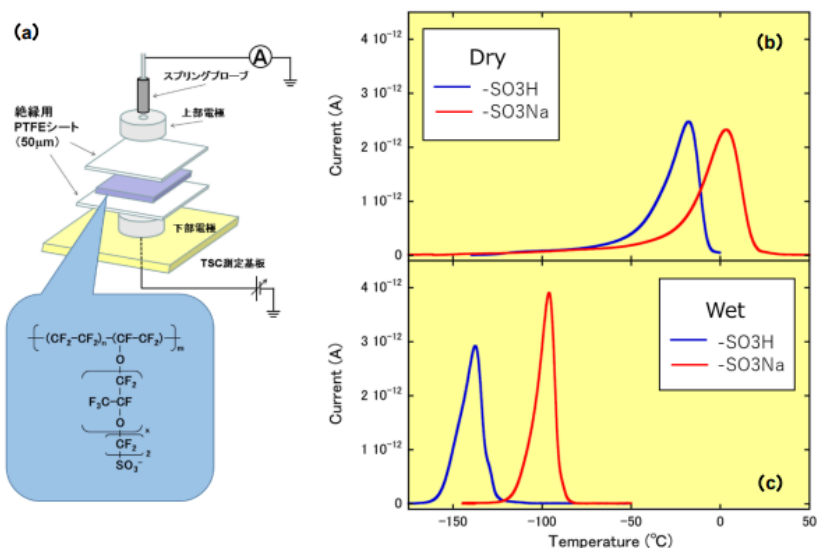 (a)
A
スプリングプローブ
上部電極
絶縁用
PTFEシート
(50μm)
下部電極
TSC測定基板
-[(CF2-CF2)n-(CF-CF2)]m
O
CF2
F3C-CF
O
x
CF2
2
SO3-
(b)
Dry
-SO3H
-SO3Na
Current (A)
4 10-12
3 10-12
2 10-12
1 10-12
0
(c)
Wet
-SO3H
-SO3Na
Current (A)
4 10-12
3 10-12
2 10-12
1 10-12
0
-150
-100
-50
0
50
Temperature (℃)